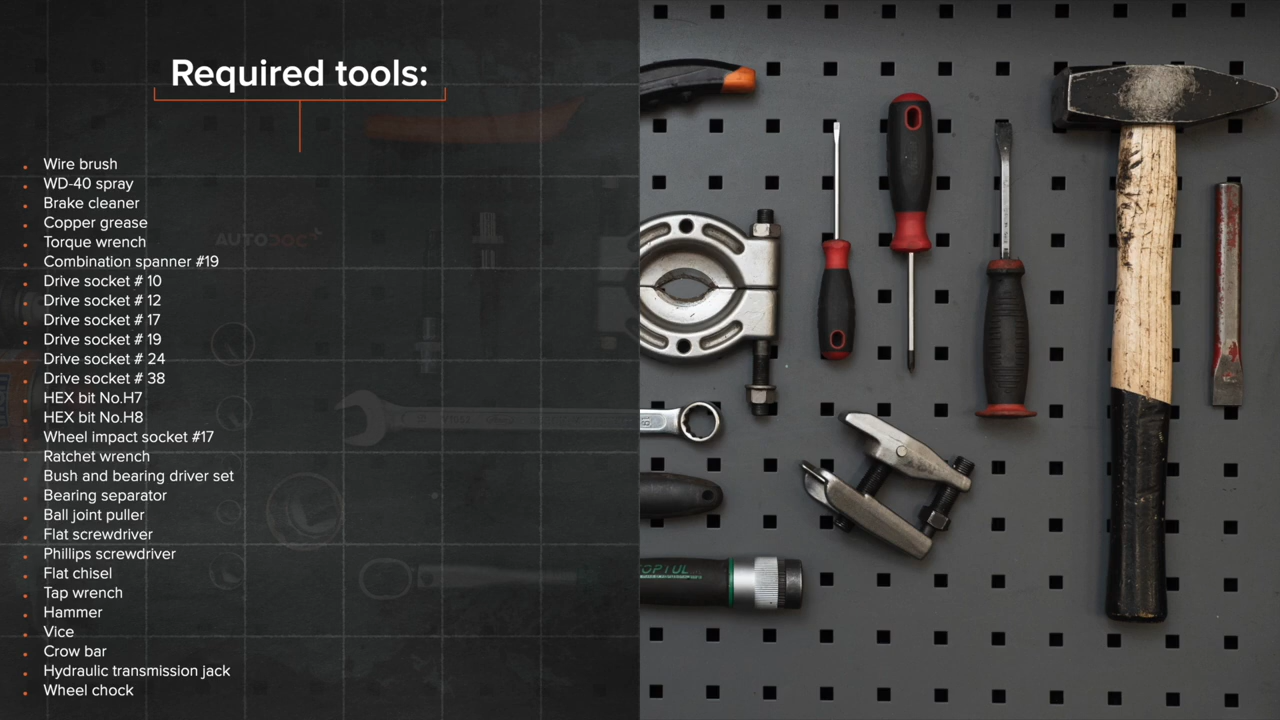 Required tools:
Wire brush
WD-40 spray
Brake cleaner
Copper grease
AUTODOC
Torque wrench
Combination spanner #19
Drive socket # 10
Drive socket # 12
Drive socket # 17
Drive socket # 19
Drive socket # 24
Drive socket # 38
HEX bit No.H7
HEX bit No.H8
Wheel impact socket #17
Ratchet wrench
Bush and bearing driver set
Bearing separator
Ball joint puller
Flat screwdriver
Phillips screwdriver
Flat chisel
Tap wrench
Hammer
Vice
Crow bar
Hydraulic transmission jack
Wheel chock
OPTUL